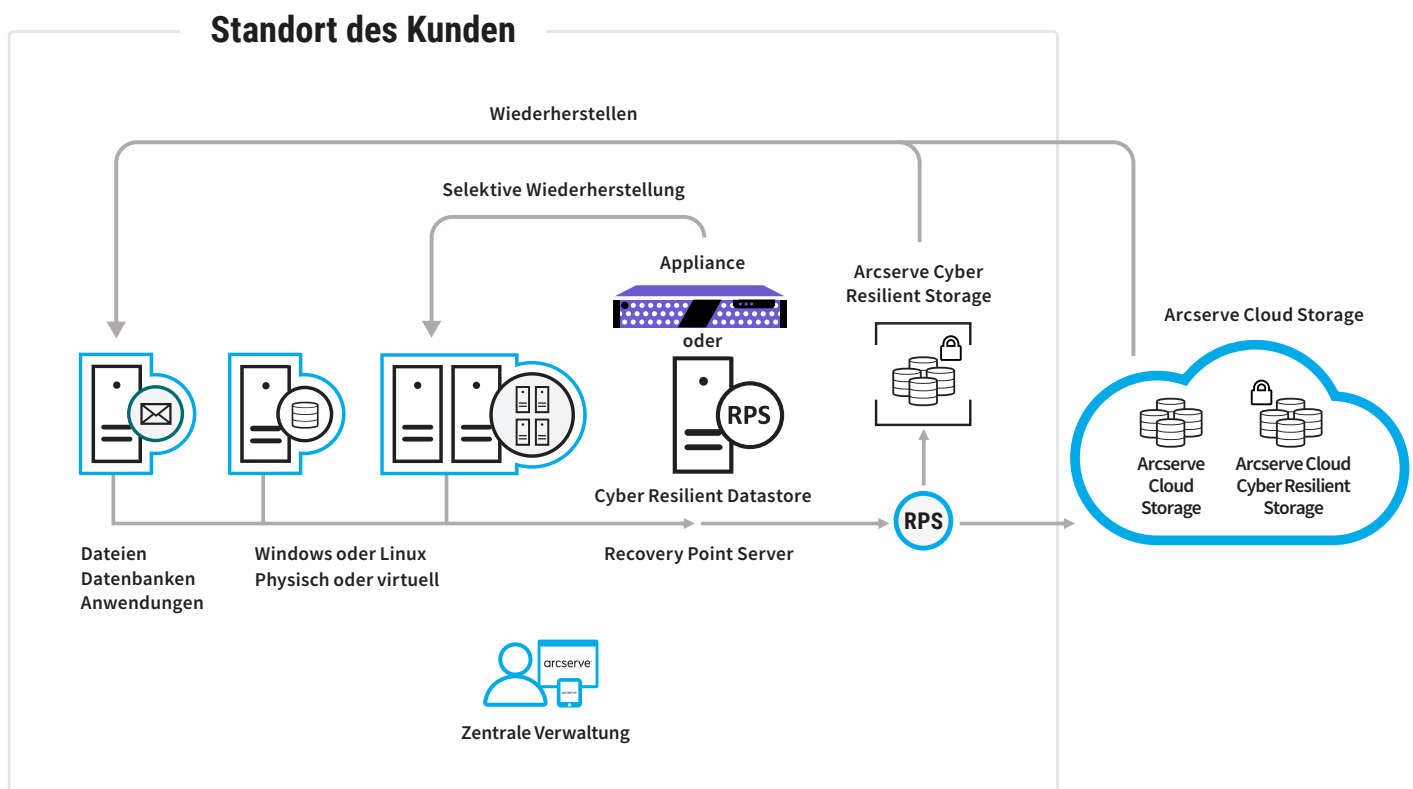 Standort des Kunden
Wiederherstellen
Selektive Wiederherstellung
Appliance
oder
RPS
Cyber Resilient Datastore
Arcserve Cyber
Resilient Storage
Arcserve Cloud Storage
Arcserve
Cloud
Storage
Arcserve Cloud
Cyber Resilient
Storage
RPS
Dateien
Datenbanken
Anwendungen
Windows oder Linux
Physisch oder virtuell
Recovery Point Server
arcserve
arcserve
Zentrale Verwaltung